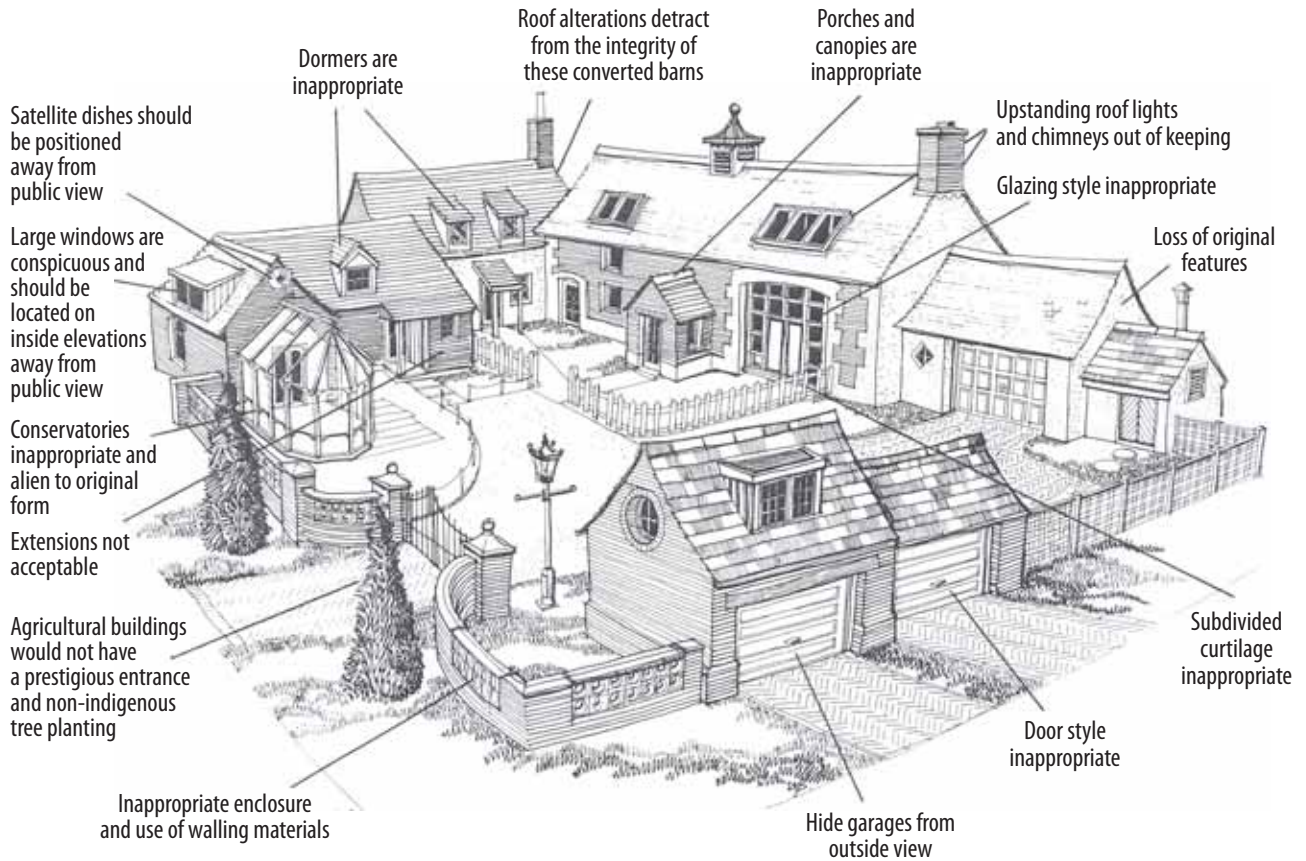 Roof alterations detract
from the integrity of
these converted barns
Porches and
canopies are
inappropriate
Dormers are
inappropriate
Satellite dishes should
be positioned
away from
public view
Upstanding roof lights
and chimneys out of keeping
Glazing style inappropriate
Large windows are
conspicuous and
should be
located on
inside elevations
away from
public view
Loss of original
features
Conservatories
inappropriate and
alien to original
form
Extensions not
acceptable
Agricultural buildings
would not have
a prestigious entrance
and non-indigenous
tree planting
Subdivided
curtilage
inappropriate
Door style
inappropriate
Inappropriate enclosure
and use of walling materials
Hide garages from
outside view